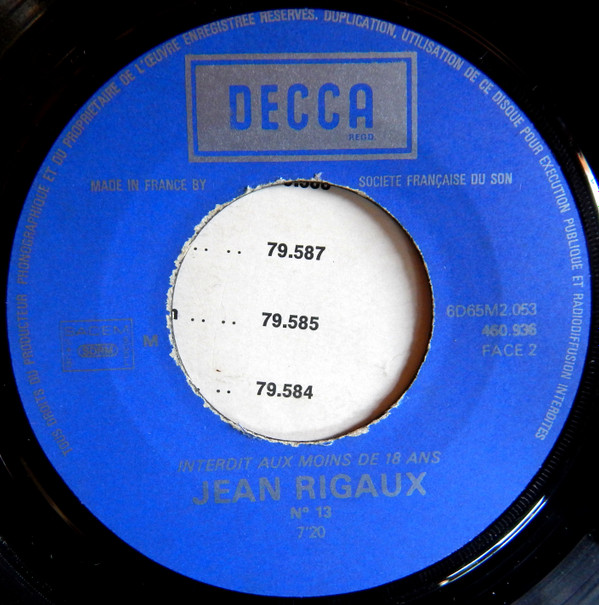 TOUS DROITS DU PRODUCTEUR PHONOGRAPHIQUE ET DU PROPRIETAIRE DE L'ŒUVRE ENREGISTREE RESERVES. DUPLICATION, UTILISATION DE CE DISQUE POUR EXECUTION PUBLIQUE ET RADIODIFFUSION INTERDITES
DECCA
REGD.
MADE IN FRANCE BY SOCIETE FRANÇAISE DU SON
79.587
79.585
79.584
SACEM
M
6D65M2.053
460.936
FACE 2
INTERDIT AUX MOINS DE 18 ANS
JEAN RIGAUX
Nº 13
7'20